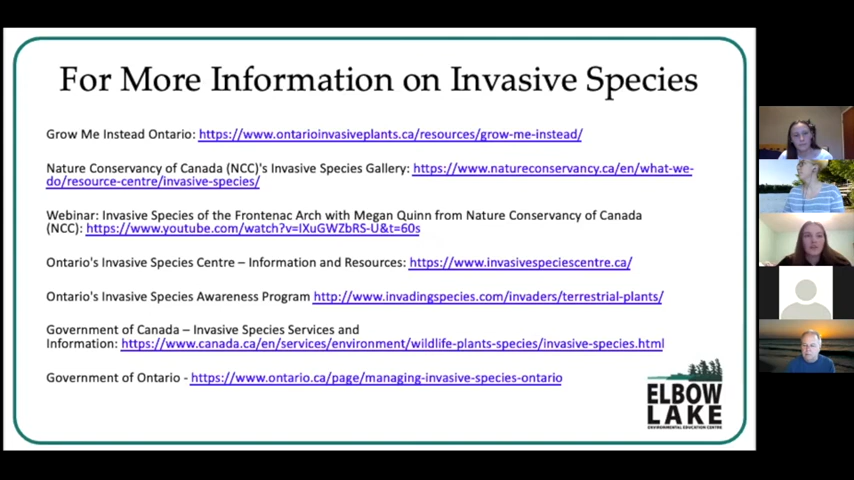 For More Information on Invasive Species
Grow Me Instead Ontario: https://www.ontarioinvasiveplants.ca/resources/grow-me-instead/
Nature Conservancy of Canada (NCC)'s Invasive Species Gallery: https://www.natureconservancy.ca/en/what-we-
do/resource-centre/invasive-species/
Webinar: Invasive Species of the Frontenac Arch with Megan Quinn from Nature Conservancy of Canada
(NCC): https://www.youtube.com/watch?v=IXuGWZbRS-U&t=60s
Ontario's Invasive Species Centre – Information and Resources: https://www.invasivespeciescentre.ca/
Ontario's Invasive Species Awareness Program http://www.invadingspecies.com/invaders/terrestrial-plants/
Government of Canada – Invasive Species Services and
Information: https://www.canada.ca/en/services/environment/wildlife-plants-species/invasive-species.html
Government of Ontario - https://www.ontario.ca/page/managing-invasive-species-ontario
ELBOW
LAKE
ENVIRONMENTAL EDUCATION CENTRE